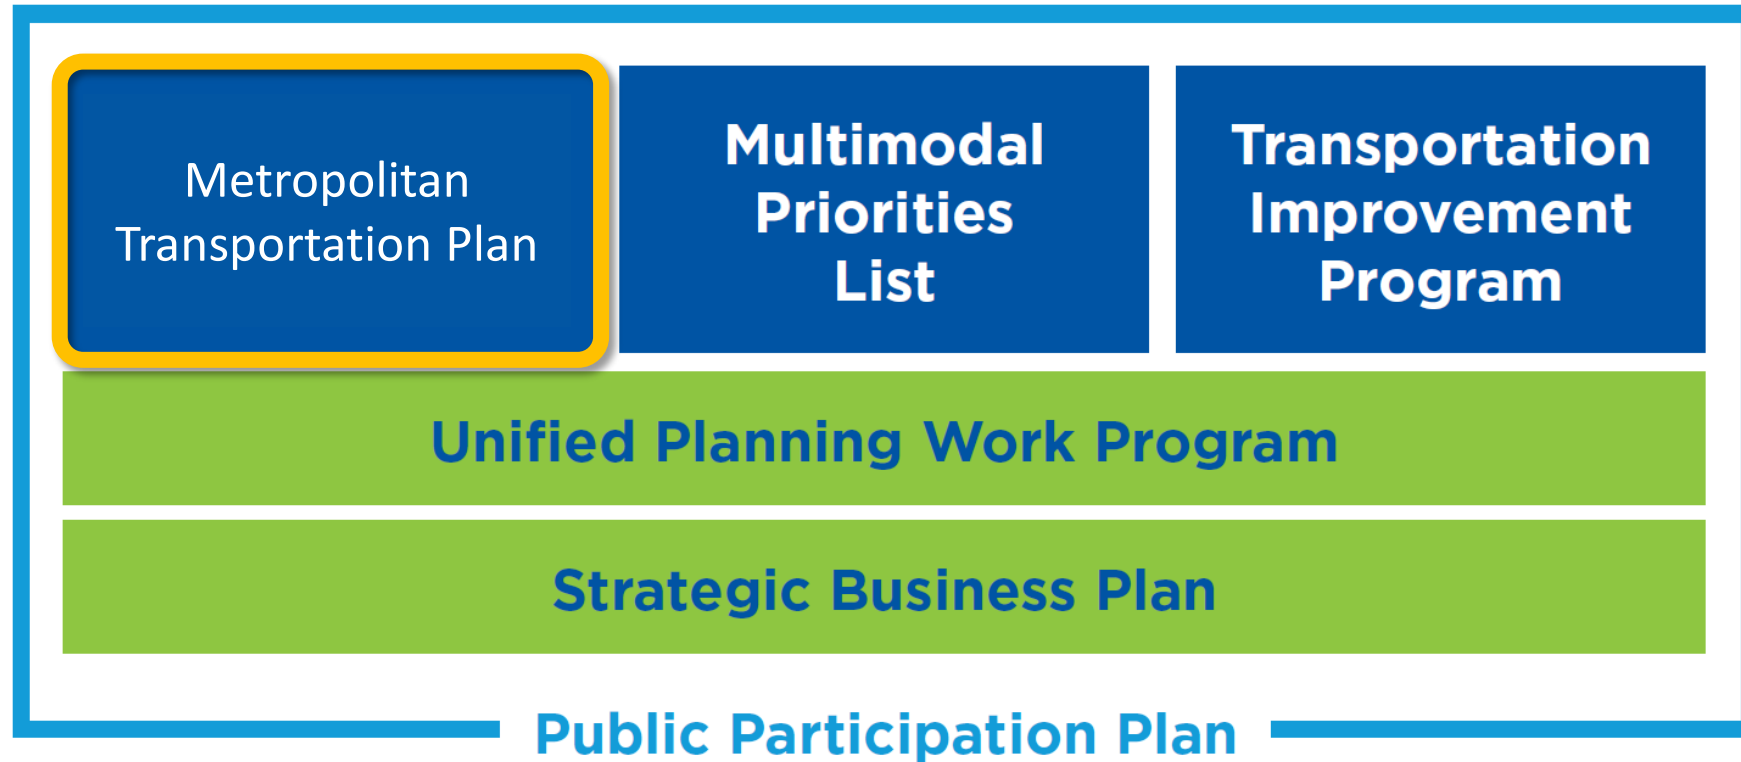 Metropolitan
Transportation Plan
Multimodal
Priorities
List
Transportation
Improvement
Program
Unified Planning Work Program
Strategic Business Plan
Public Participation Plan